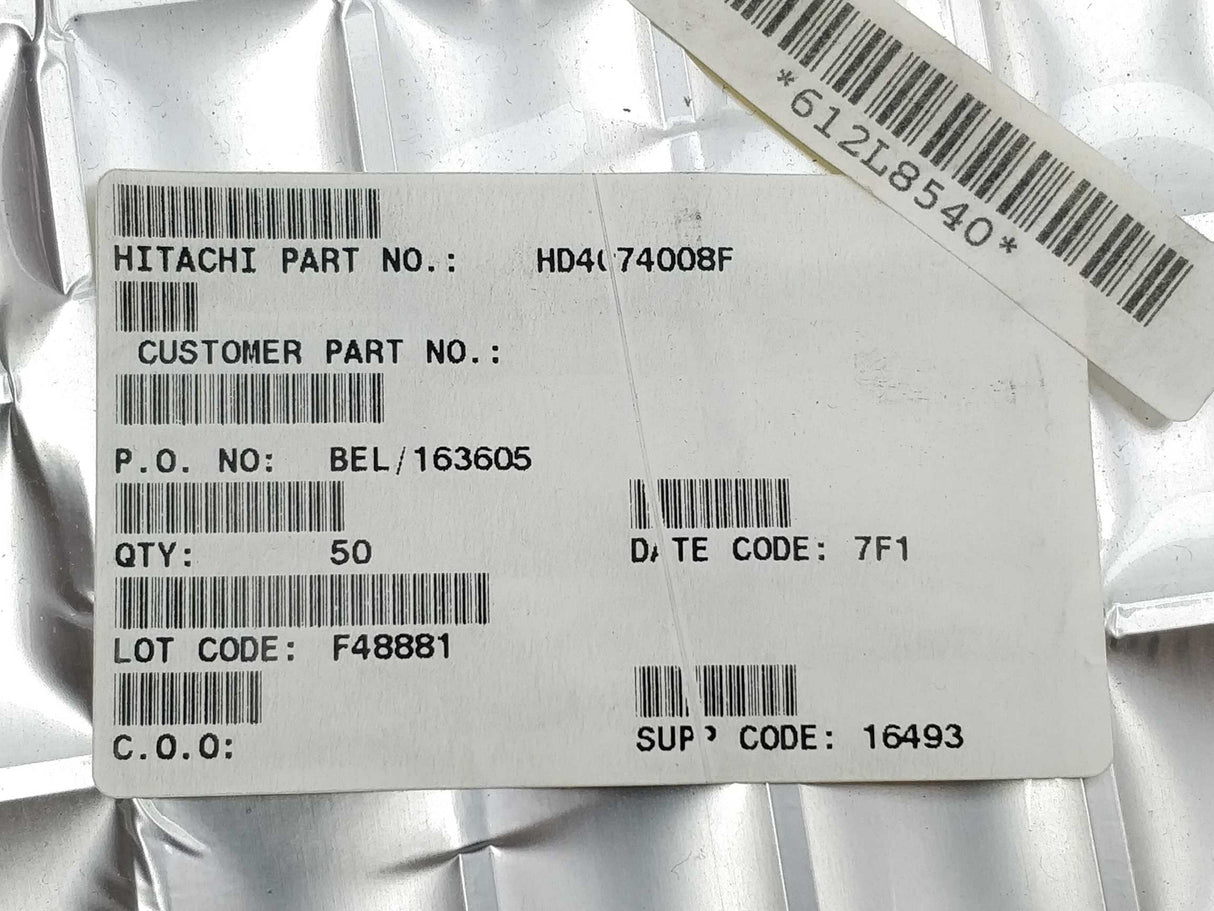 *612L8540*
HITACHI PART NO.: HD4074008F
CUSTOMER PART NO.:
P.O. NO: BEL/163605
QTY: 50 DATE CODE: 7F1
LOT CODE: F48881
C.O.O: SUPP CODE: 16493